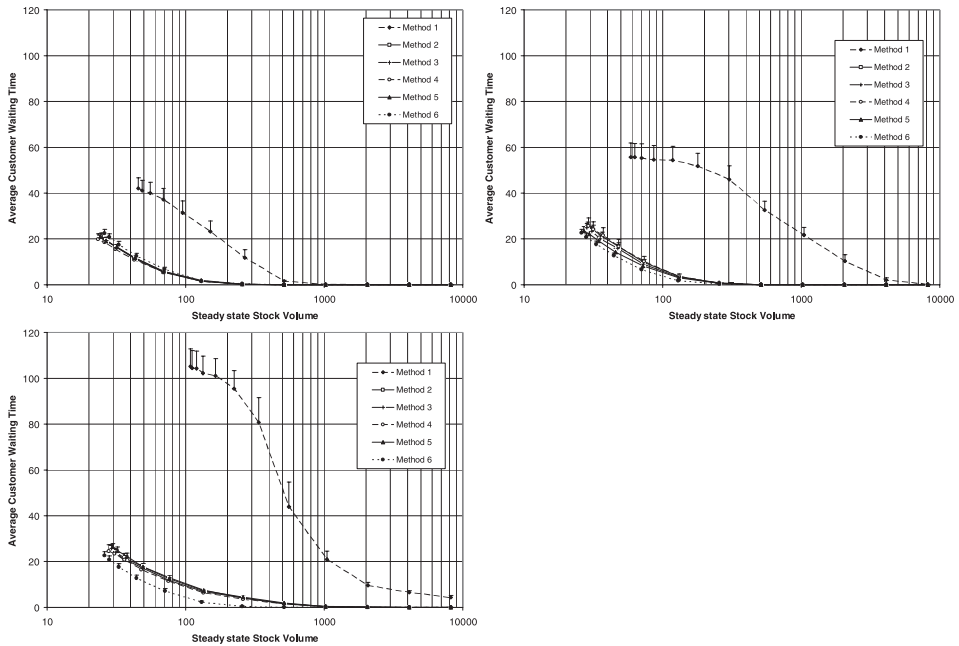 120
100
80
60
40
20
0
Average Customer Waiting Time
10
100
1000
10000
Steady state Stock Volume
Method 1
Method 2
Method 3
Method 4
Method 5
Method 6
120
100
80
60
40
20
0
Average Customer Waiting Time
10
100
1000
10000
Steady state Stock Volume
Method 1
Method 2
Method 3
Method 4
Method 5
Method 6
120
100
80
60
40
20
0
Average Customer Waiting Time
10
100
1000
10000
Steady state Stock Volume
Method 1
Method 2
Method 3
Method 4
Method 5
Method 6